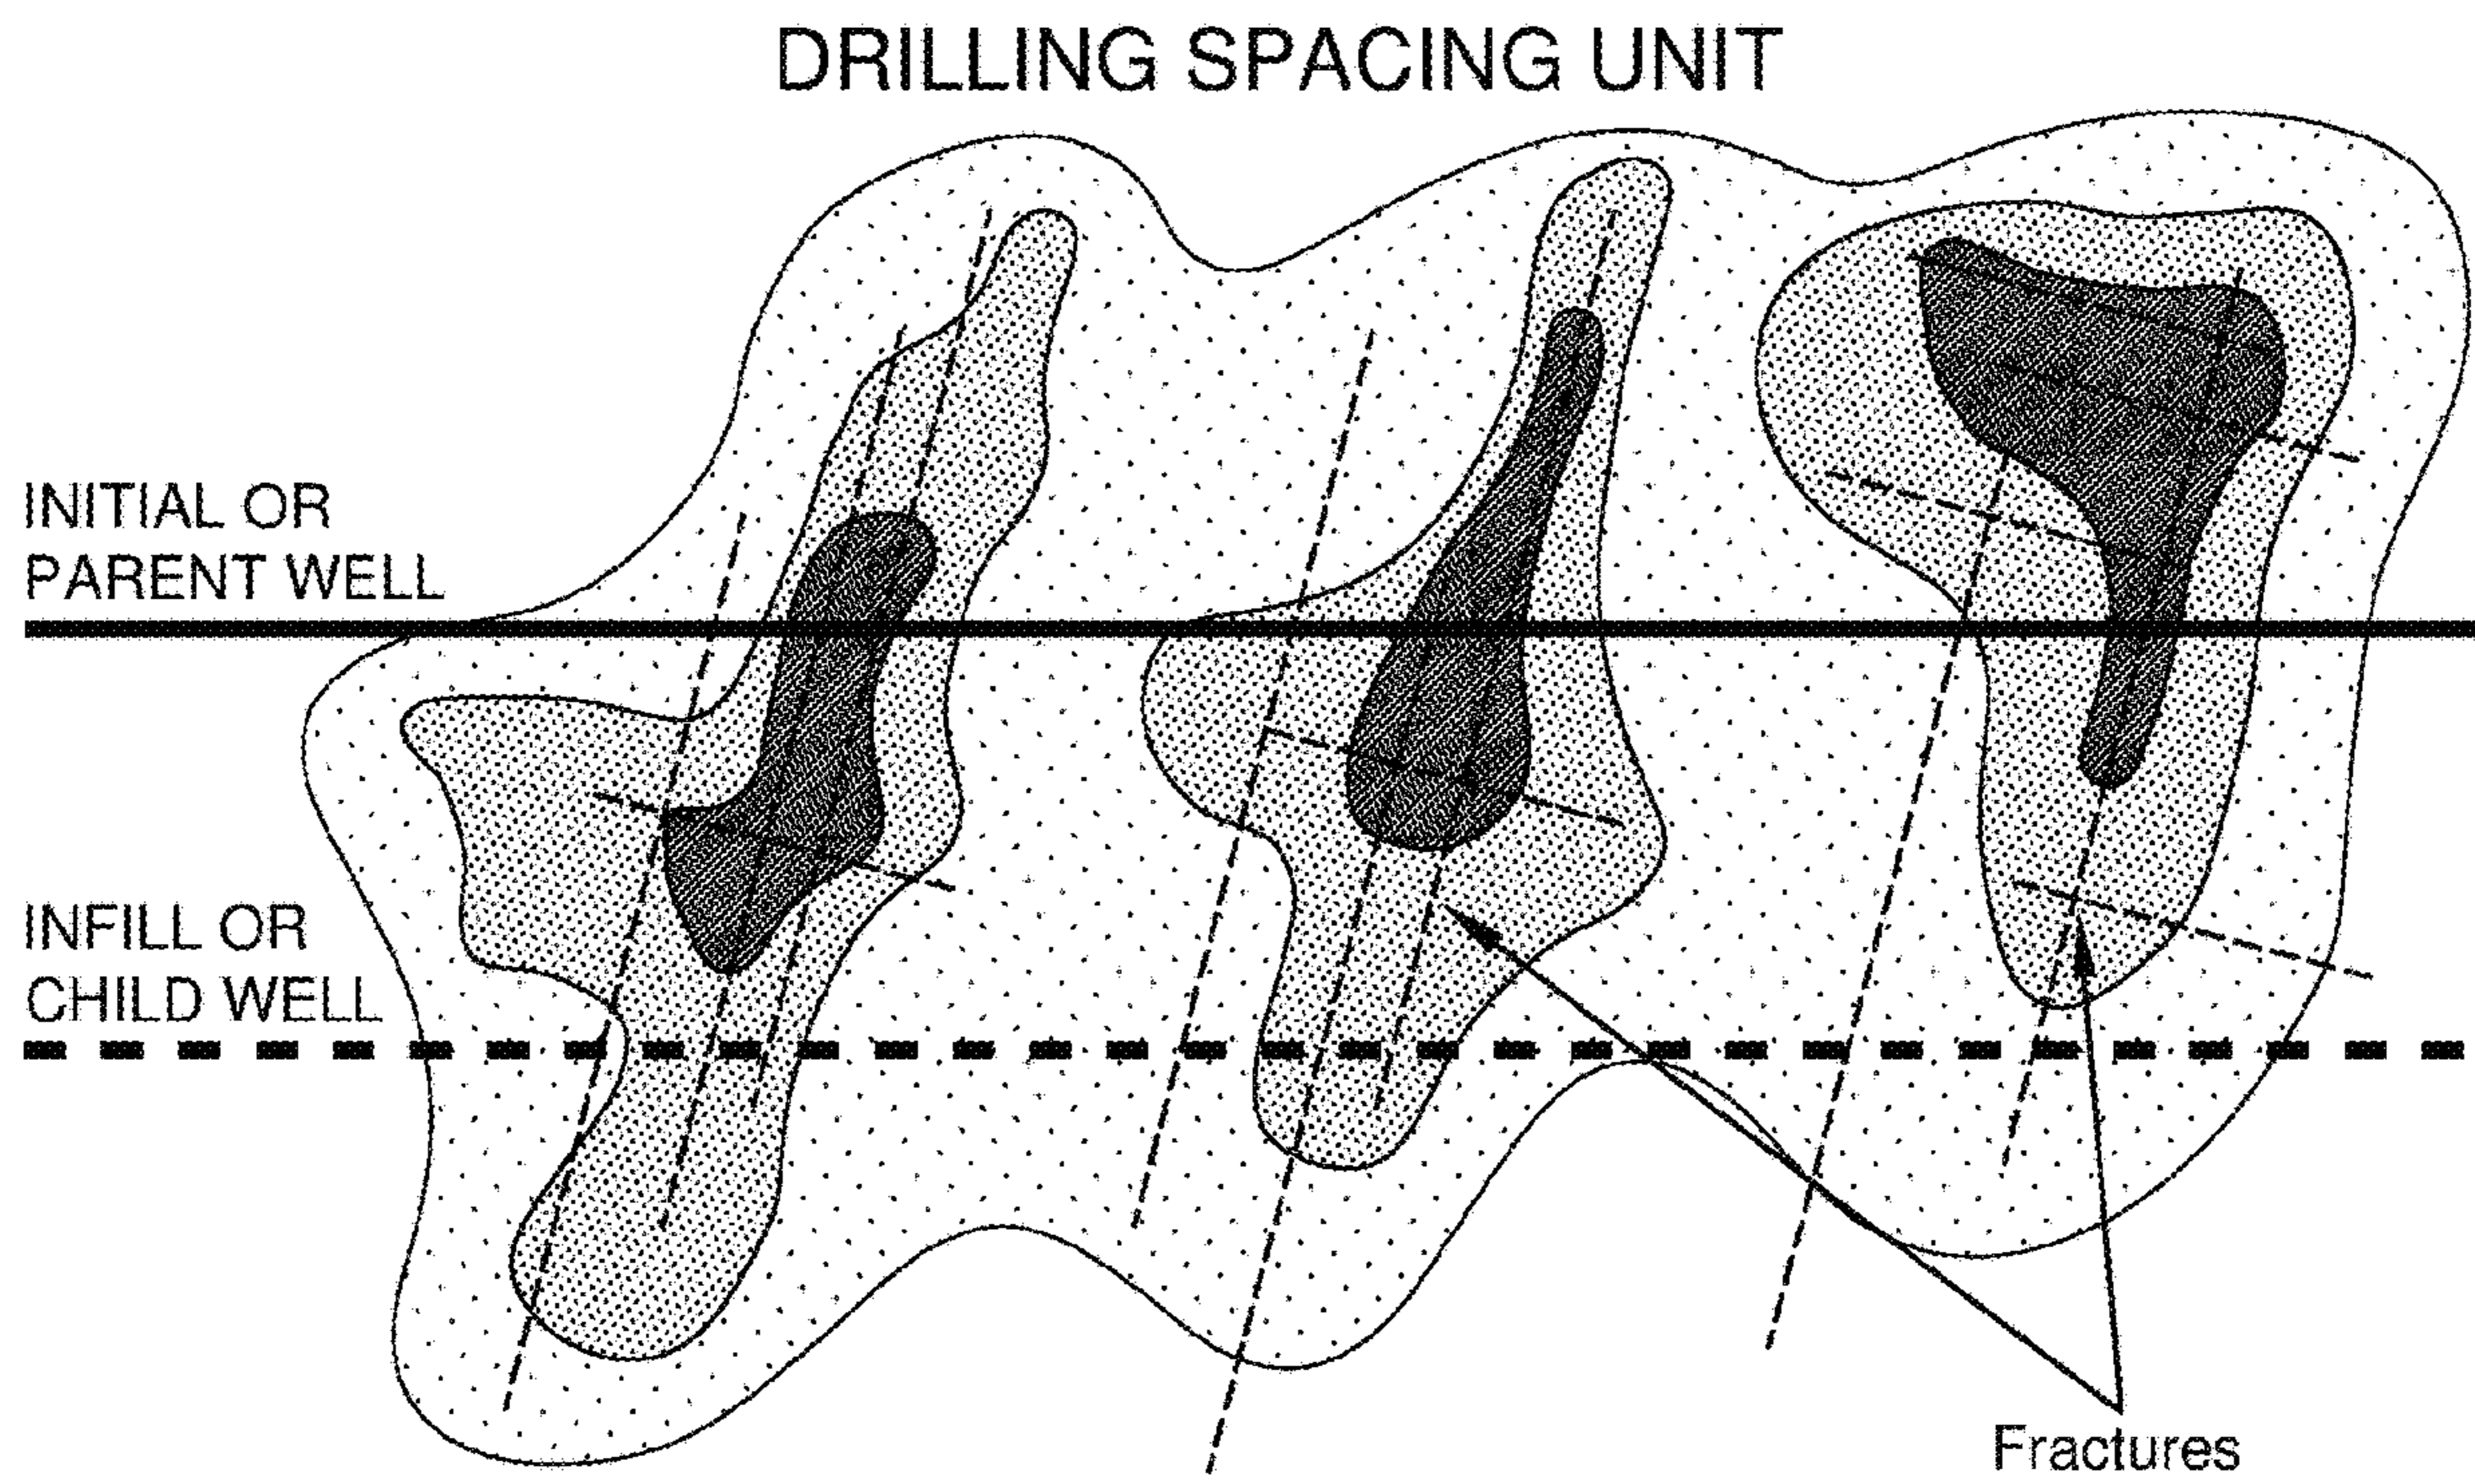 DRILLING SPACING UNIT
INITIAL OR
PARENT WELL
INFILL OR
CHILD WELL
Fractures